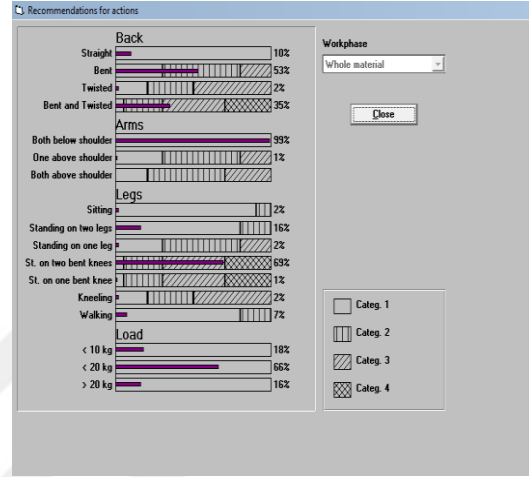 Recommendations for actions
Back
Straight 10%
Bent 53%
Twisted 2%
Bent and Twisted 35%
Arms
Both below shoulder 99%
One above shoulder 1%
Both above shoulder
Legs
Sitting 2%
Standing on two legs 16%
Standing on one leg 2%
St. on two bent knees 69%
St. on one bent knee 1%
Kneeling 2%
Walking 7%
Load
< 10 kg 18%
< 20 kg 66%
> 20 kg 16%
Workphase
Whole material
Close
Categ. 1
Categ. 2
Categ. 3
Categ. 4